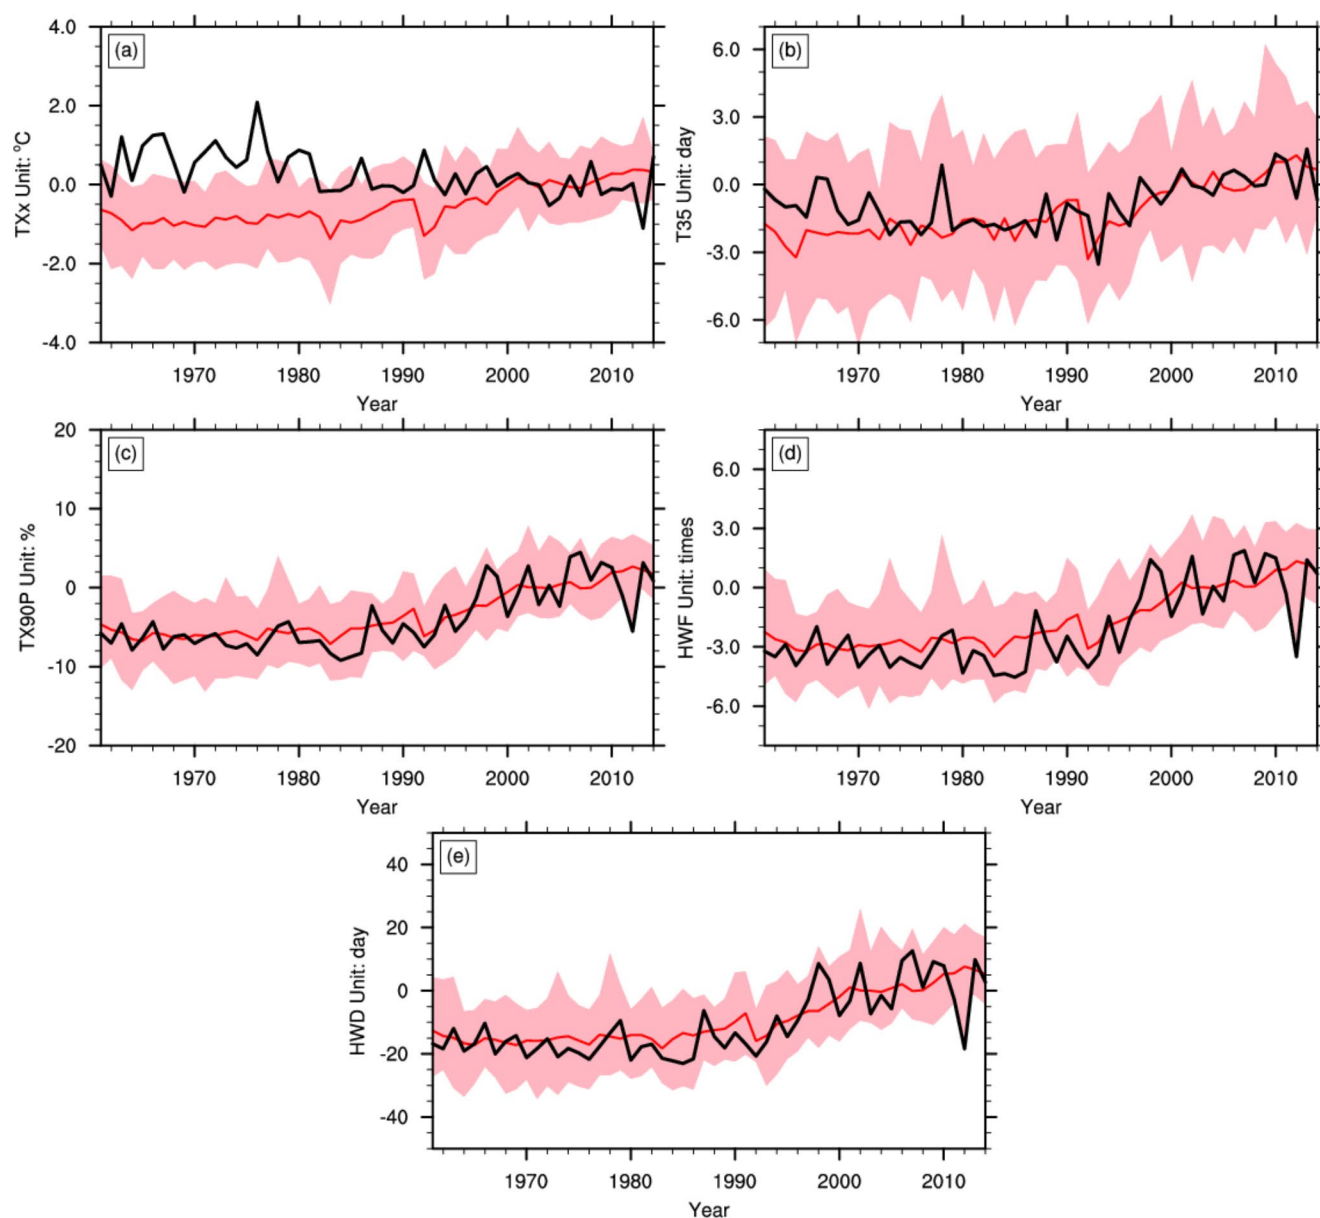 (a)
TXx Unit: °C
4.0
2.0
0.0
-2.0
-4.0
1970 1980 1990 2000 2010
Year
(b)
T35 Unit: day
6.0
3.0
0.0
-3.0
-6.0
1970 1980 1990 2000 2010
Year
(c)
TX90P Unit: %
20
10
0
-10
-20
1970 1980 1990 2000 2010
Year
(d)
HWF Unit: times
6.0
3.0
0.0
-3.0
-6.0
1970 1980 1990 2000 2010
Year
(e)
HWD Unit: day
40
20
0
-20
-40
1970 1980 1990 2000 2010
Year